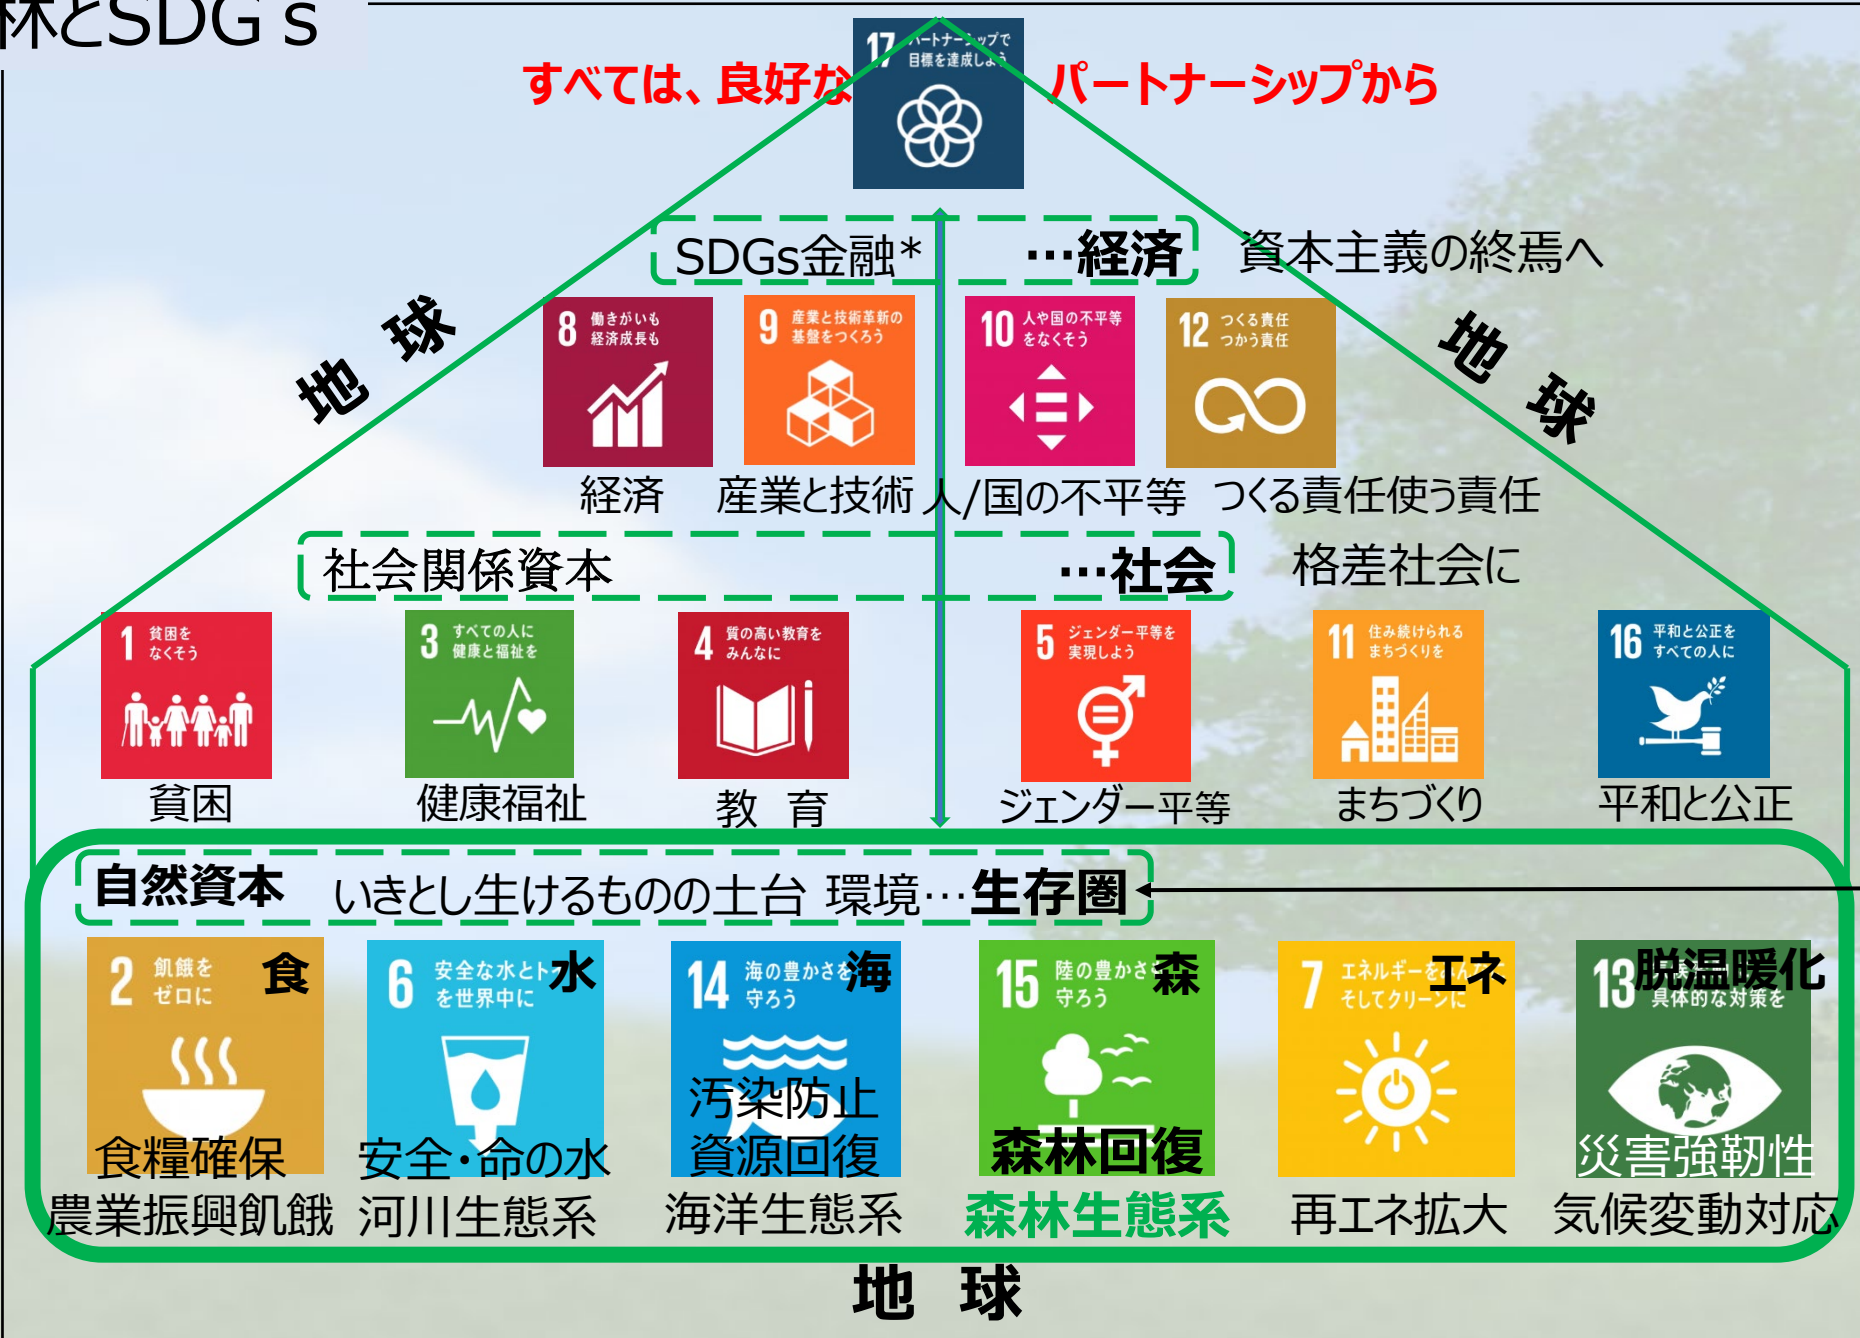 林とSDGs
すべては、良好な パートナーシップから
17 パートナーシップで
目標を達成しよう
SDGs金融* …経済 資本主義の終焉へ
地 球
地 球
8 働きがいも
経済成長も
9 産業と技術革新の
基盤をつくろう
10 人や国の不平等
をなくそう
12 つくる責任
つかう責任
経済 産業と技術 人/国の不平等 つくる責任使う責任
社会関係資本 …社会 格差社会に
1 貧困を
なくそう
3 すべての人に
健康と福祉を
4 質の高い教育を
みんなに
5 ジェンダー平等を
実現しよう
11 住み続けられる
まちづくりを
16 平和と公正を
すべての人に
貧困 健康福祉 教 育 ジェンダー平等 まちづくり 平和と公正
自然資本 いきとし生けるものの土台 環境…生存圏
2 飢餓を
ゼロに
食
6 安全な水とト
を世界中に
水
14 海の豊かさを
守ろう
海
15 陸の豊かさ
守ろう
森
7 エネルギーをみんなに
そしてクリーンに
エネ
13
具体的な対策を
脱温暖化
食糧確保
農業振興飢餓
安全・命の水
河川生態系
汚染防止
資源回復
海洋生態系
森林回復
森林生態系
再エネ拡大
災害強靭性
気候変動対応
地 球